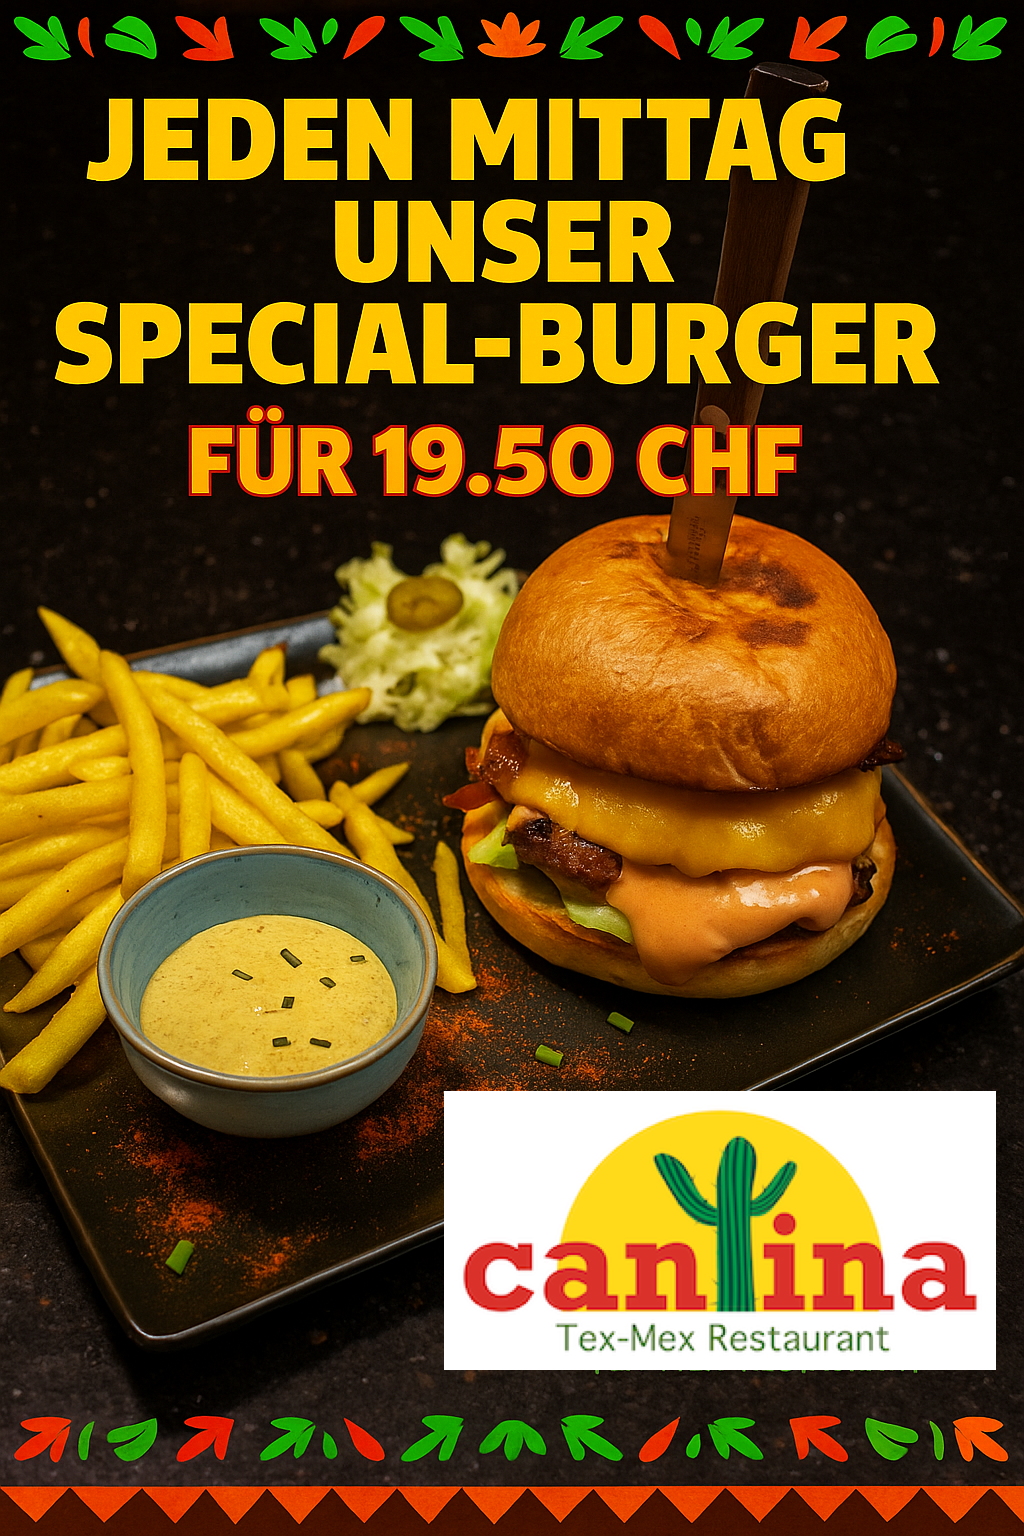 JEDEN MITTAG
UNSER
SPECIAL-BURGER
FÜR 19.50 CHF
cantina
Tex-Mex Restaurant